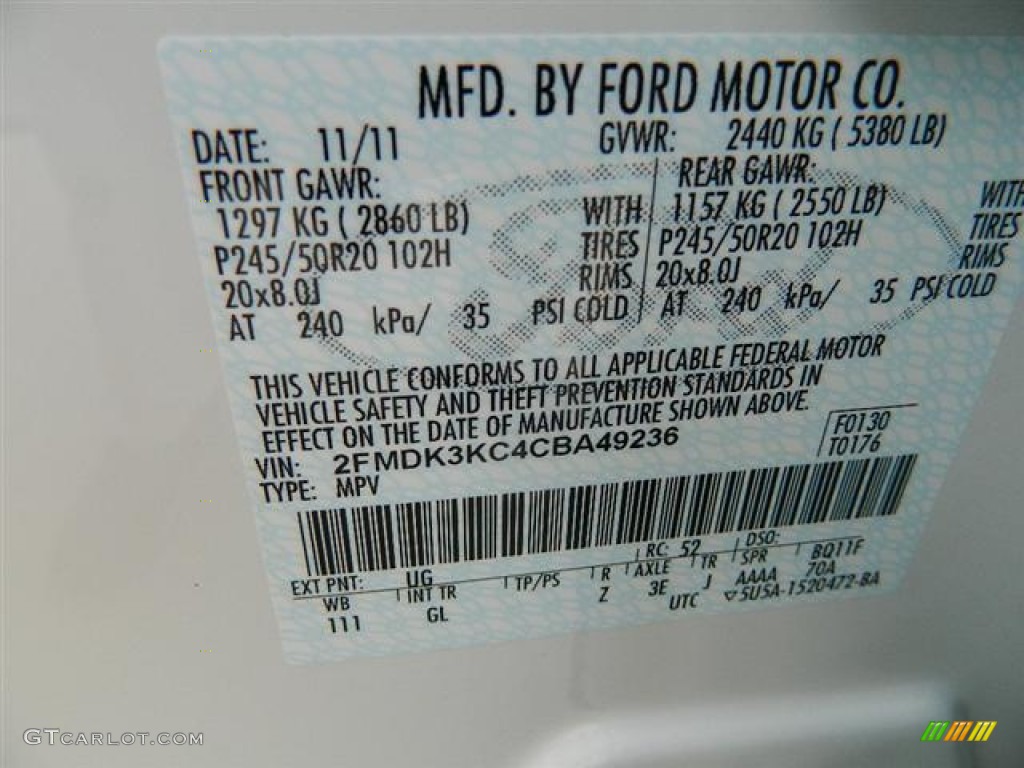 MFD. BY FORD MOTOR CO.
DATE: 11/11 GVWR: 2440 KG ( 5380 LB)
FRONT GAWR: REAR GAWR:
1297 KG ( 2860 LB) WITH 1157 KG ( 2550 LB) WITH
P245/50R20 102H TIRES P245/50R20 102H TIRES
20x8.0J RIMS 20x8.0J RIMS
AT 240 kPa/ 35 PSI COLD AT 240 kPa/ 35 PSI COLD
THIS VEHICLE CONFORMS TO ALL APPLICABLE FEDERAL MOTOR
VEHICLE SAFETY AND THEFT PREVENTION STANDARDS IN
EFFECT ON THE DATE OF MANUFACTURE SHOWN ABOVE.
F0130
VIN: 2FMDK3KC4CBA49236 T0176
TYPE: MPV
EXT PNT: UG RC: 52 DSO:
WB INT TR TP/PS R AXLE TR SPR BQ11F
111 GL Z 3E J AAAA 70A
UTC ▽5U5A-1520472-BA
GTCARLOT.COM